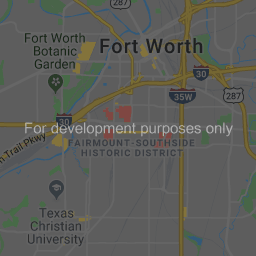 287
Fort Worth
Botanic
Garden
Fort Worth
30
35W
287
30
For development purposes only
Trail Pkwy
FAIRMOUNT-SOUTHSIDE
HISTORIC DISTRICT
Texas
Christian
University